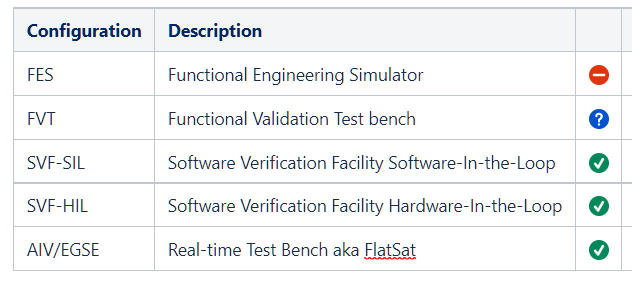 Configuration Description
FES Functional Engineering Simulator
FVT Functional Validation Test bench
SVF-SIL Software Verification Facility Software-In-the-Loop
SVF-HIL Software Verification Facility Hardware-In-the-Loop
AIV/EGSE Real-time Test Bench aka FlatSat